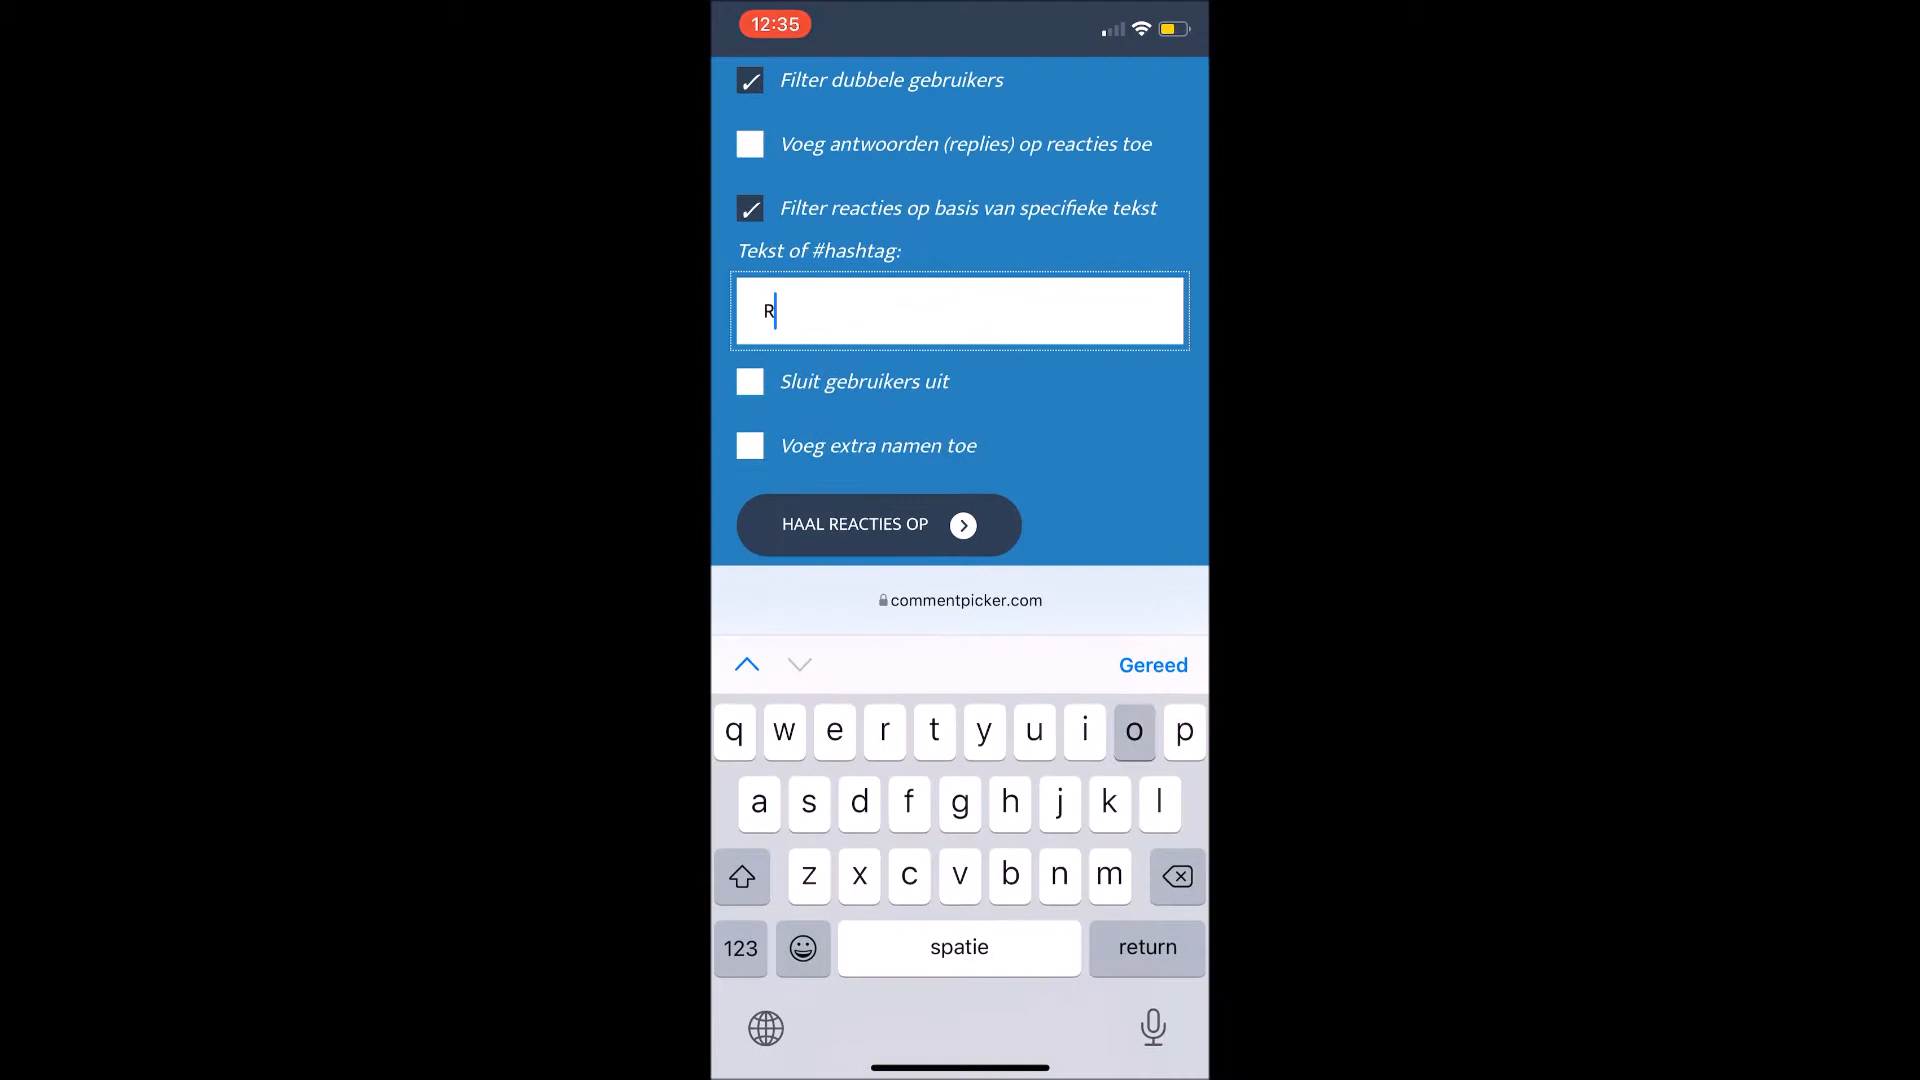 12:35
Filter dubbele gebruikers
Voeg antwoorden (replies) op reacties toe
Filter reacties op basis van specifieke tekst
Tekst of #hashtag:
R
Sluit gebruikers uit
Voeg extra namen toe
HAAL REACTIES OP
commentpicker.com
Gereed
q w e r t y u i o p
a s d f g h j k l
z x c v b n m
123 spatie return